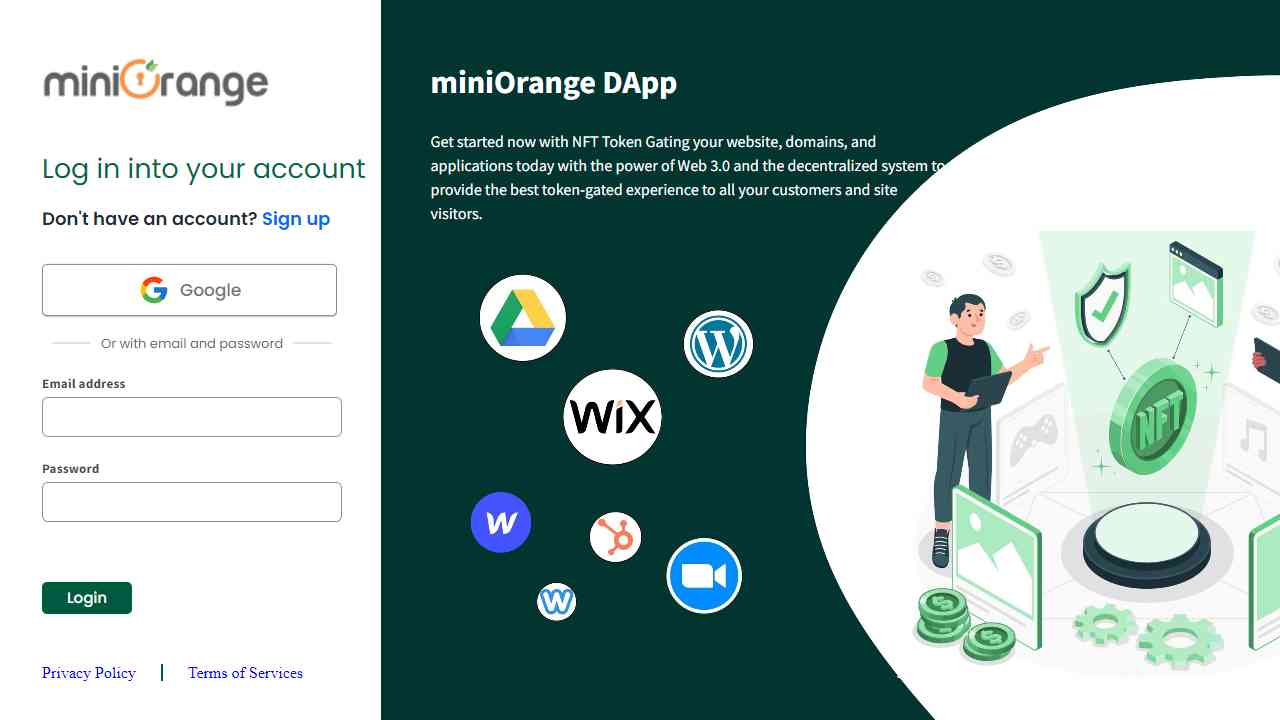 miniOrange
Log in into your account
Don't have an account? Sign up
Google
Or with email and password
Email address
Password
Login
Privacy Policy
Terms of Services
miniOrange DApp
Get started now with NFT Token Gating your website, domains, and
applications today with the power of Web 3.0 and the decentralized system to
provide the best token-gated experience to all your customers and site
visitors.
WiX
NFT